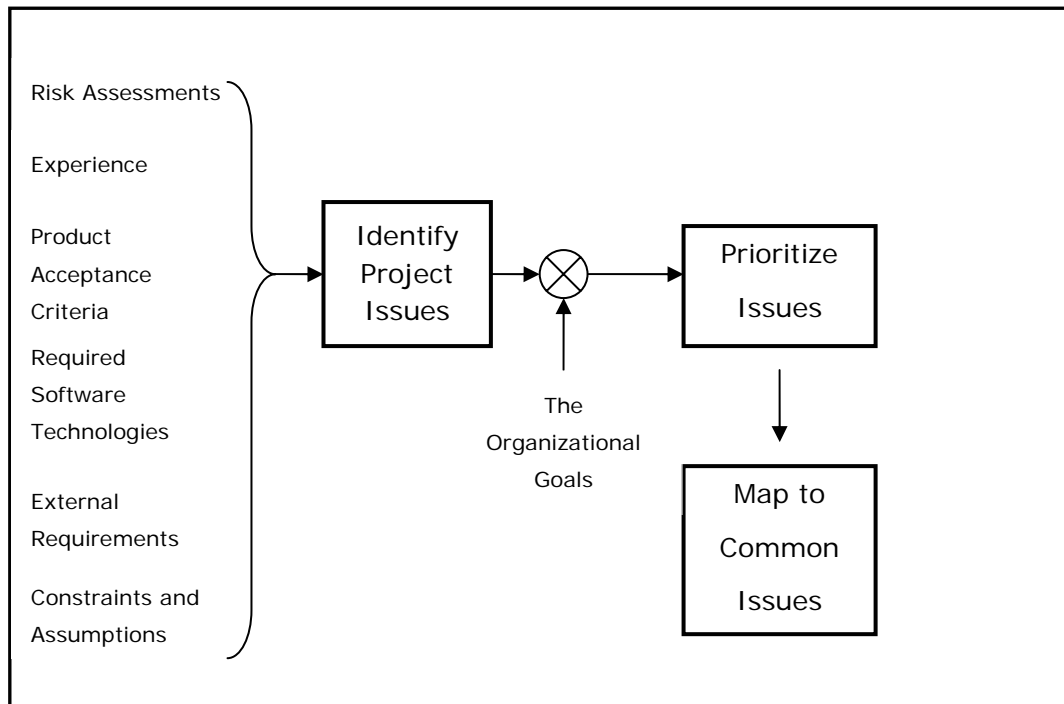 Risk Assessments
Experience
Product
Acceptance
Criteria
Required
Software
Technologies
External
Requirements
Constraints and
Assumptions
Identify
Project
Issues
The
Organizational
Goals
Prioritize
Issues
Map to
Common
Issues